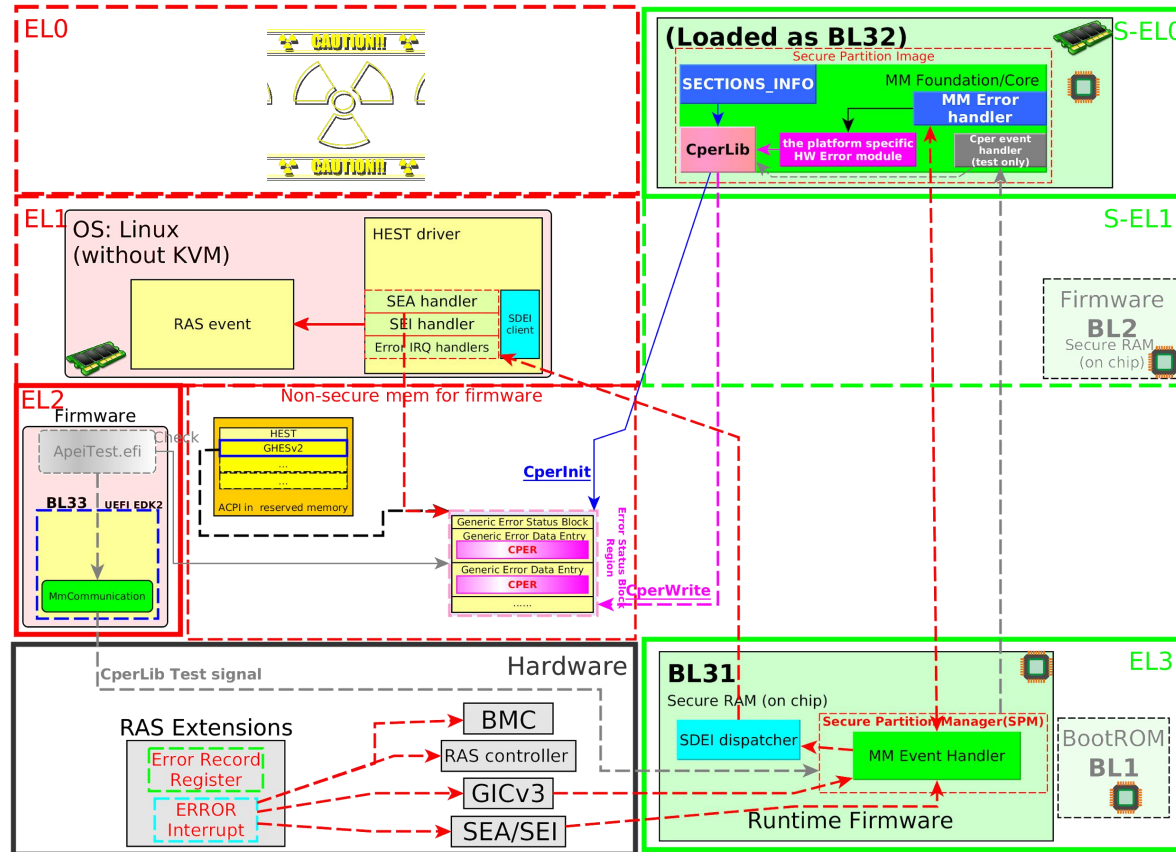 EL0
CAUTION!!
CAUTION!!
S-EL0
(Loaded as BL32)
Secure Partition Image
SECTIONS_INFO
MM Foundation/Core
MM Error
handler
CperLib
the platform specific
HW Error module
Cper event
handler
(test only)
EL1
OS: Linux
(without KVM)
HEST driver
RAS event
SEA handler
SEI handler
Error IRQ handlers
SDEI
client
S-EL1
Firmware
BL2
Secure RAM
(on chip)
EL2
Firmware
ApeiTest.efi
Check
BL33
UEFI EDK2
MmCommunication
Non-secure mem for firmware
HEST
GHESv2
...
...
ACPI in reserved memory
CperInit
Generic Error Status Block
Generic Error Data Entry
CPER
Generic Error Data Entry
CPER
......
Error Status Block
Region
CperWrite
Hardware
CperLib Test signal
RAS Extensions
Error Record
Register
ERROR
Interrupt
BMC
RAS controller
GICv3
SEA/SEI
EL3
BL31
Secure RAM (on chip)
SDEI dispatcher
Secure Partition Manager(SPM)
MM Event Handler
Runtime Firmware
BootROM
BL1